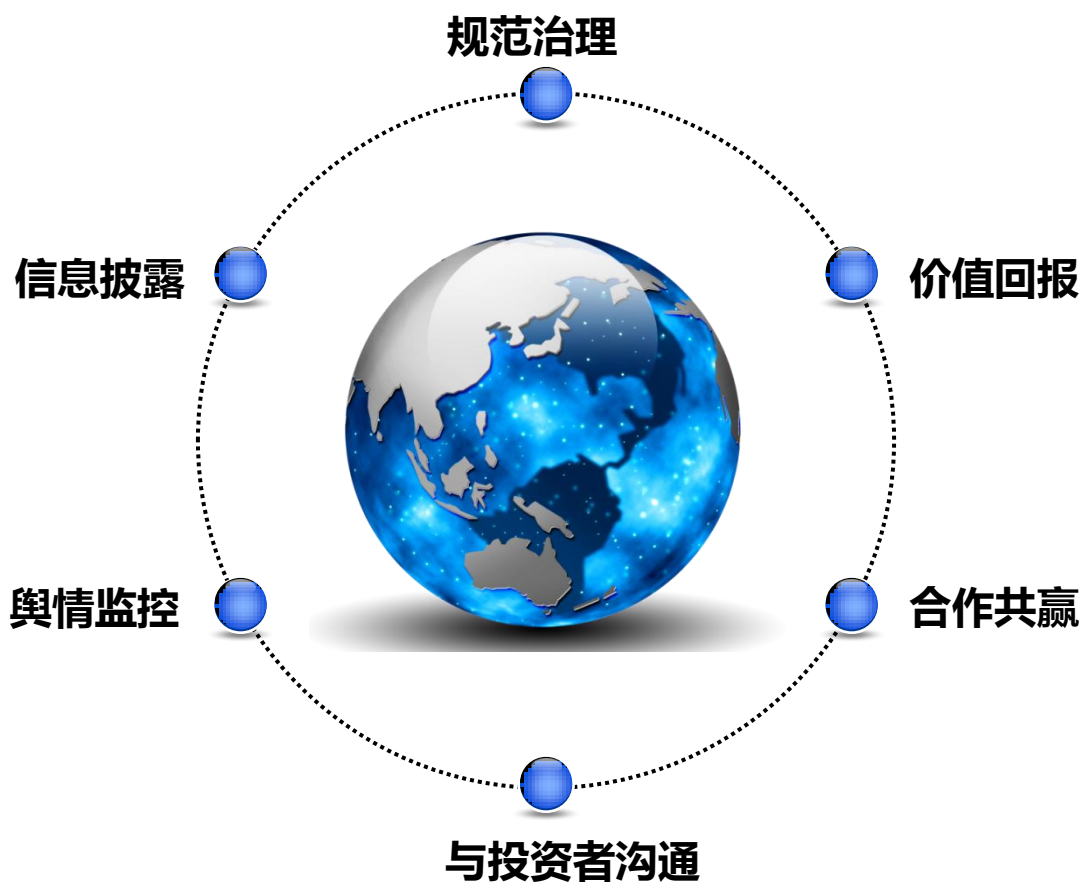 规范治理
信息披露
价值回报
舆情监控
合作共赢
与投资者沟通